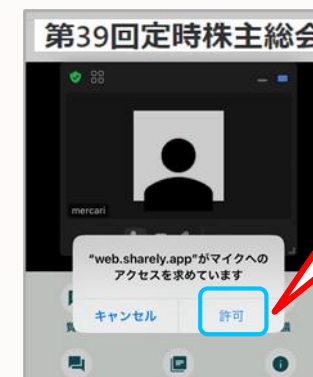 第39回定時株主総会
mercari
"web.sharely.app"がマイクへの
アクセスを求めています
キャンセル
許可